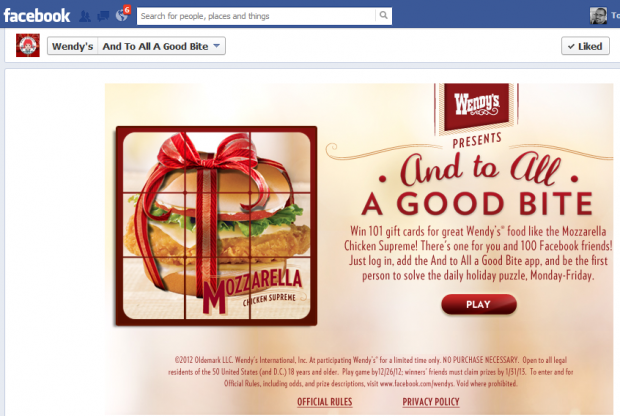 facebook
6
Search for people, places and things
To
Wendy's
And To All A Good Bite
✓ Liked
Wendy's
PRESENTS
• And to All •
A GOOD BITE
Win 101 gift cards for great Wendy's® food like the Mozzarella
Chicken Supreme! There's one for you and 100 Facebook friends!
Just log in, add the And to All a Good Bite app, and be the first
person to solve the daily holiday puzzle, Monday-Friday.
PLAY
MOZZARELLA
CHICKEN SUPREME
©2012 Oldemark LLC. Wendy's International, Inc. At participating Wendy's® for a limited time only. NO PURCHASE NECESSARY. Open to all legal
residents of the 50 United States (and D.C.) 18 years and older. Play game by12/26/12; winners' friends must claim prizes by 1/31/13. To enter and for
Official Rules, including odds, and prize descriptions, visit www.facebook.com/wendys. Void where prohibited.
OFFICIAL RULES
PRIVACY POLICY